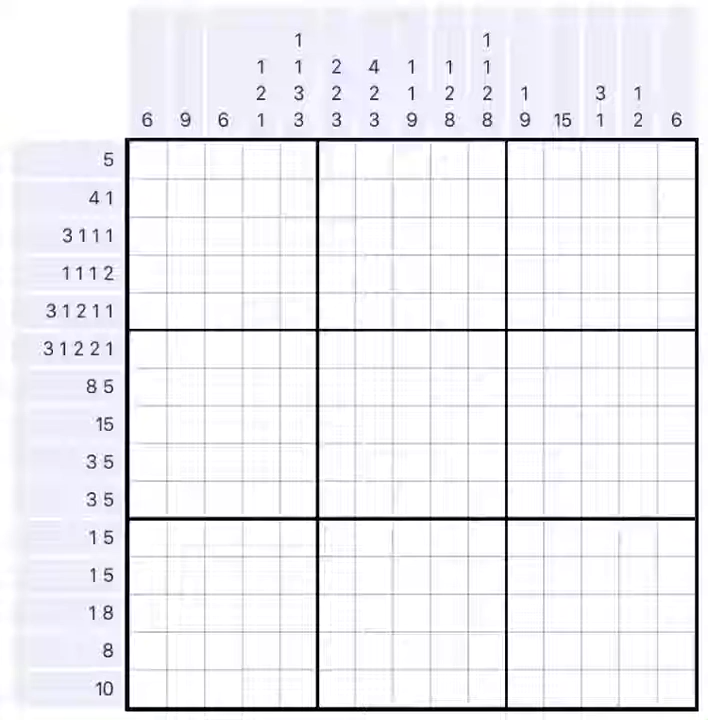 1 1
1 2 4 1 1 1
2 1 3 2 2 1 2 2 1 3 1
6 9 6 1 3 3 3 9 8 8 9 15 1 2 6
5
4 1
3 1 1 1
1 1 1 2
3 1 2 1 1
3 1 2 2 1
8 5
15
3 5
3 5
1 5
1 5
1 8
8
10